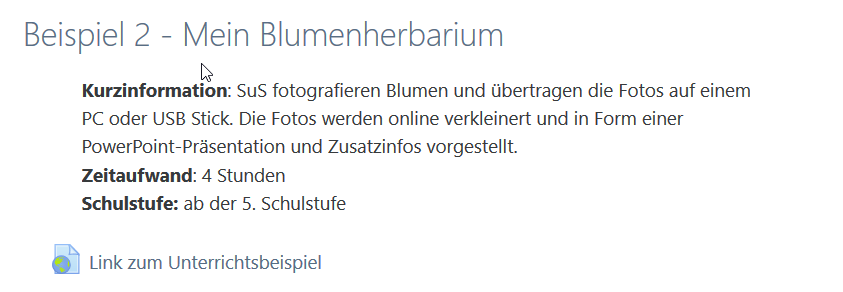 Beispiel 2 - Mein Blumenherbarium
Kurzinformation: SuS fotografieren Blumen und übertragen die Fotos auf einem
PC oder USB Stick. Die Fotos werden online verkleinert und in Form einer
PowerPoint-Präsentation und Zusatzinfos vorgestellt.
Zeitaufwand: 4 Stunden
Schulstufe: ab der 5. Schulstufe
Link zum Unterrichtsbeispiel